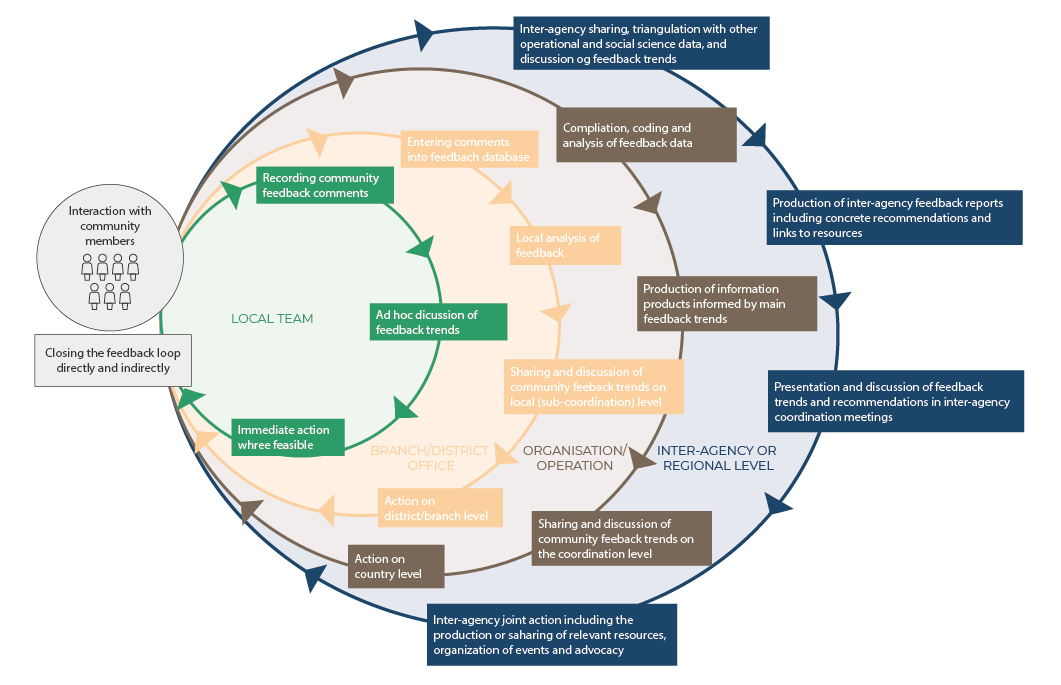 Inter-agency sharing, triangulation with other
operational and social science data, and
discussion og feedback trends
Compliation, coding and
analysis of feedback data
Entering comments
into feedbach database
Recording community
feedback comments
Interaction with
community
members
Production of inter-agency feedback reports
including concrete recommendations and
links to resources
Local analysis of
feedback
Production of information
products informed by main
feedback trends
Ad hoc dicussion of
feedback trends
LOCAL TEAM
Closing the feedback loop
directly and indirectly
Sharing and discussion of
community feeback trends on
local (sub-coordination) level
Presentation and discussion of feedback
trends and recommendations in inter-agency
coordination meetings
Immediate action
whree feasible
BRANCH/DISTRICT
OFFICE
ORGANISATION/
OPERATION
INTER-AGENCY OR
REGIONAL LEVEL
Action on
district/branch level
Sharing and discussion of
community feeback trends on
the coordination level
Action on
country level
Inter-agency joint action including the
production or saharing of relevant resources,
organization of events and advocacy